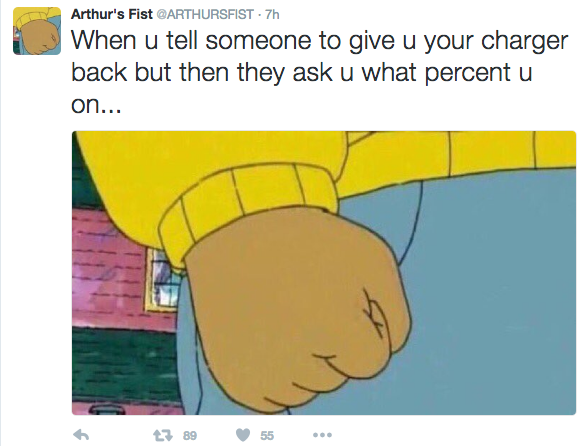 Arthur's Fist @ARTHURSFIST · 7h
When u tell someone to give u your charger
back but then they ask u what percent u
on...
89 55